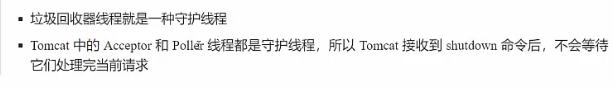 垃圾回收器线程就是一种守护线程
Tomcat 中的 Acceptor 和 Poller 线程都是守护线程，所以 Tomcat 接收到 shutdown 命令后，不会等待
它们处理完当前请求